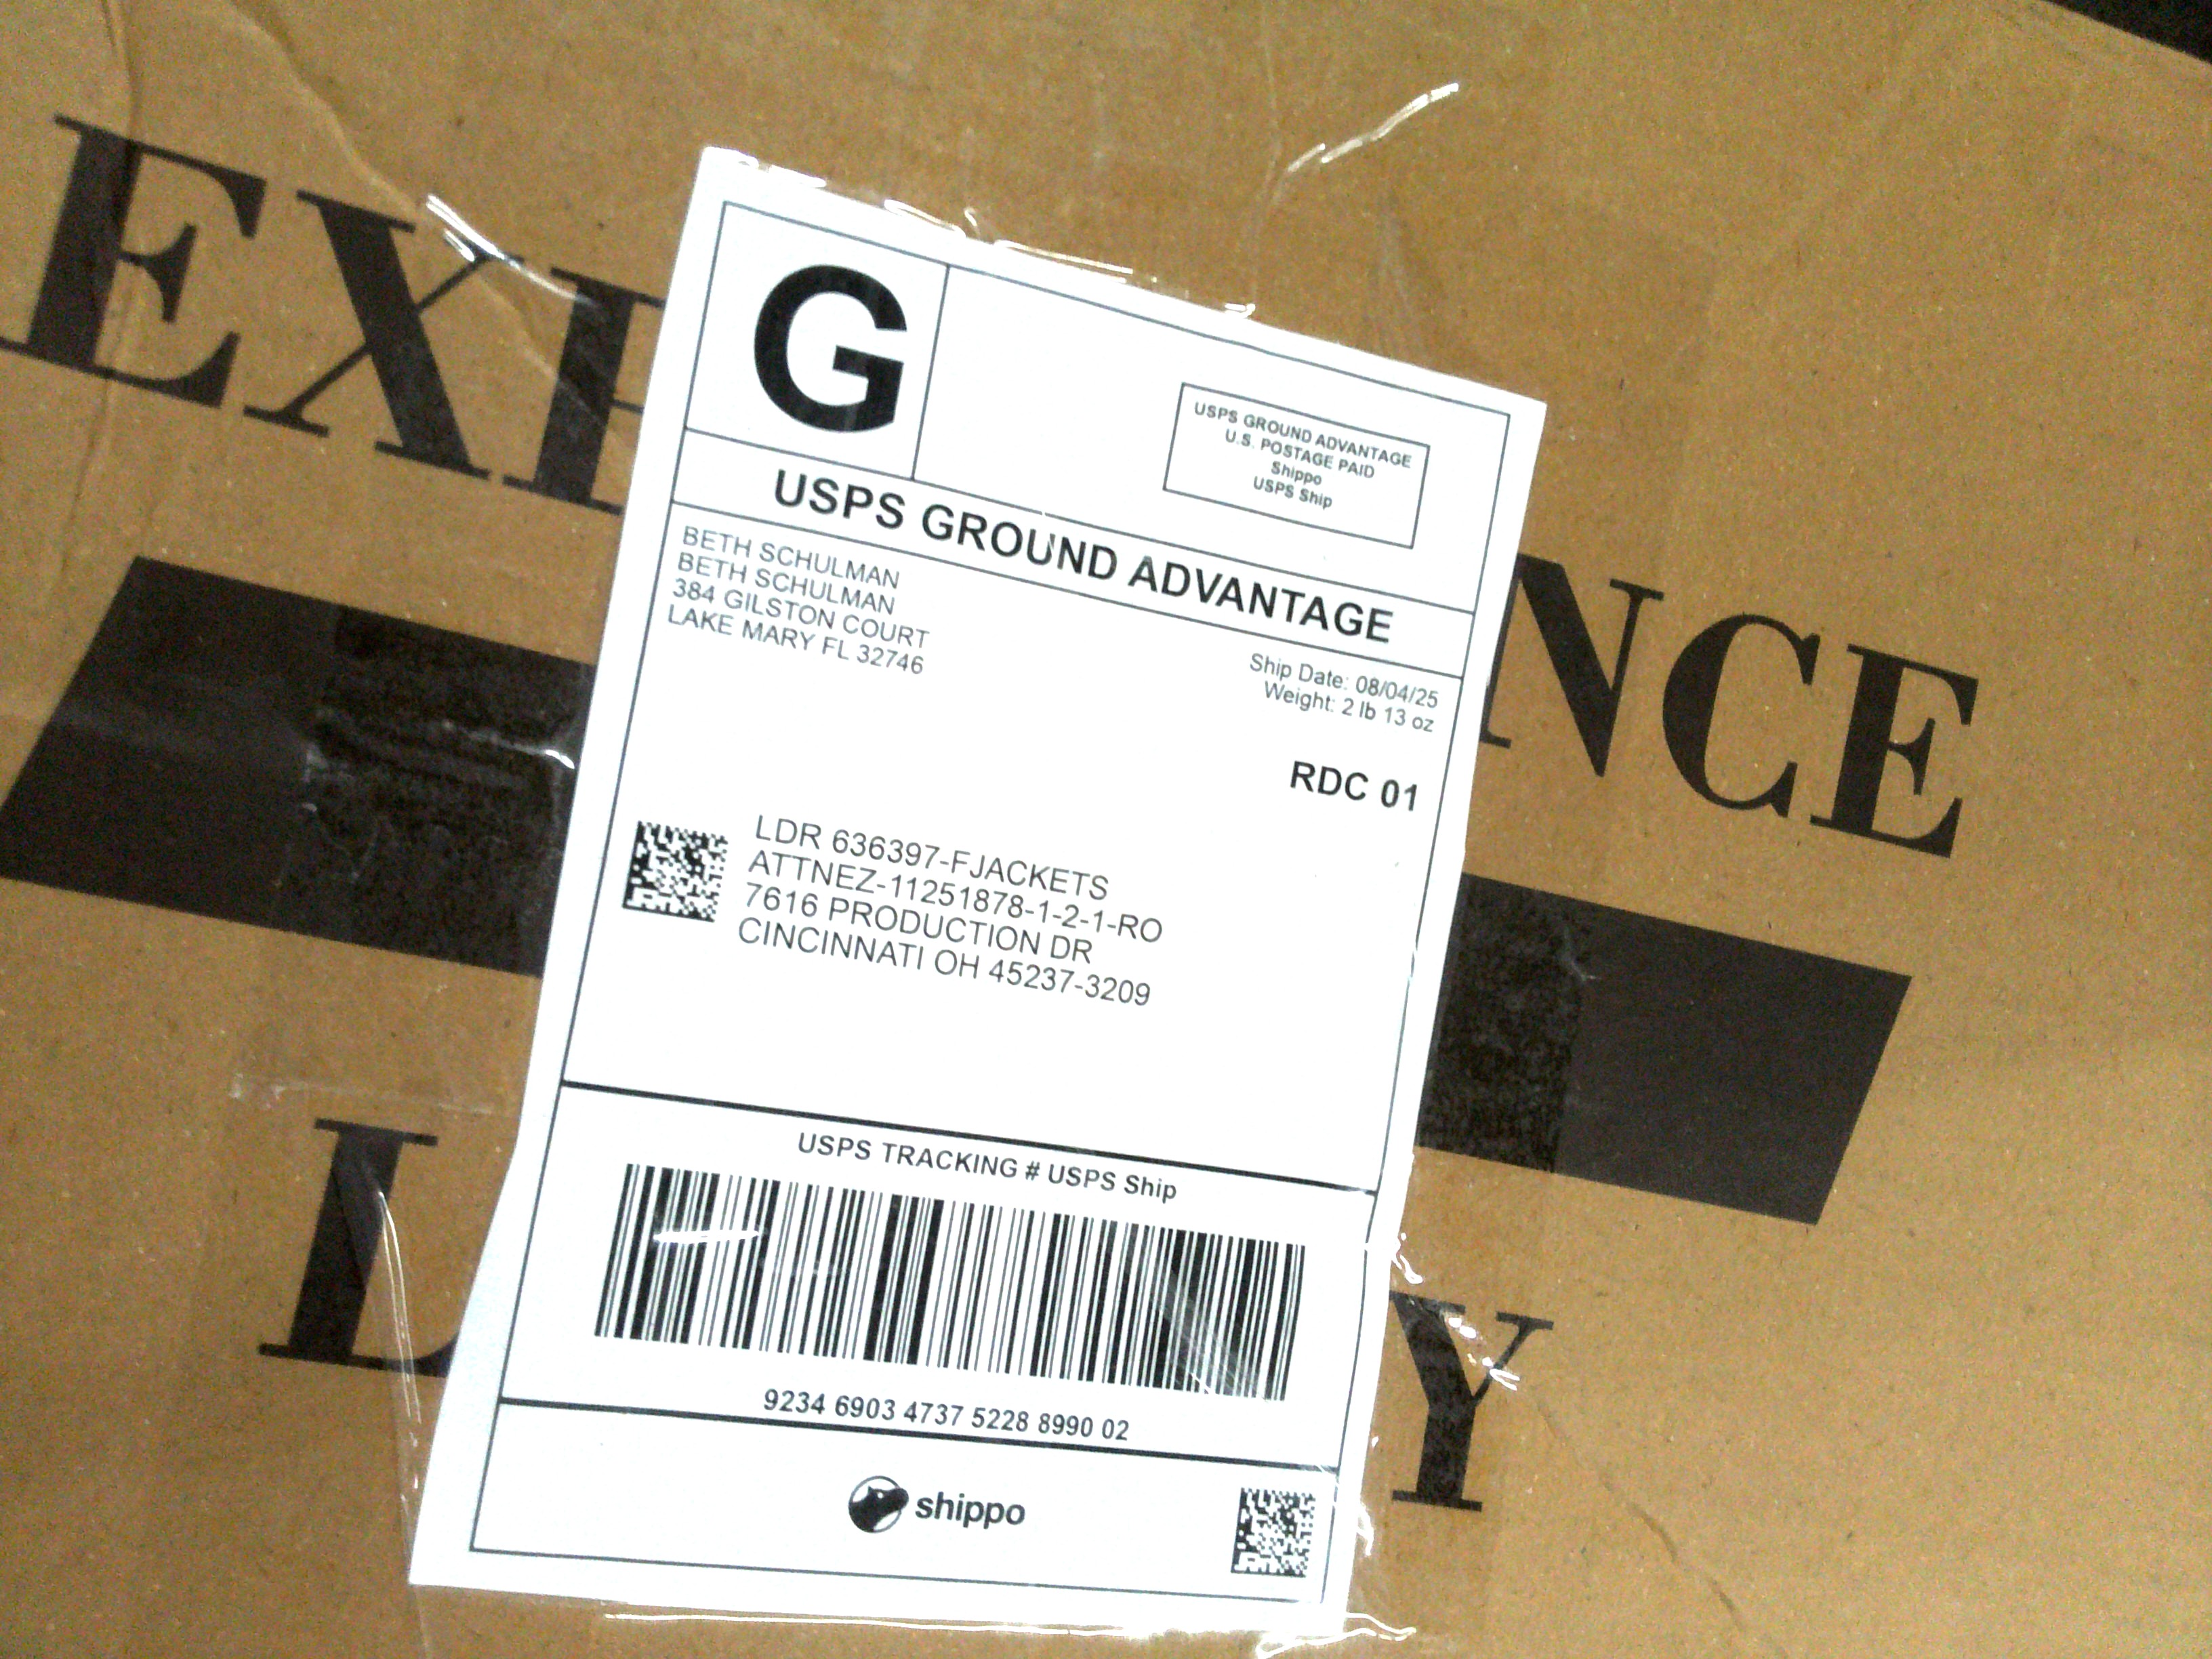 G
USPS GROUND ADVANTAGE
U.S. POSTAGE PAID
Shippo
USPS Ship
USPS GROUND ADVANTAGE
BETH SCHULMAN
BETH SCHULMAN
384 GILSTON COURT
LAKE MARY FL 32746
Ship Date: 08/04/25
Weight: 2 lb 13 oz
RDC 01
LDR 636397-FJACKETS
ATTNEZ-11251878-1-2-1-RO
7616 PRODUCTION DR
CINCINNATI OH 45237-3209
USPS TRACKING # USPS Ship
9234 6903 4737 5228 8990 02
shippo